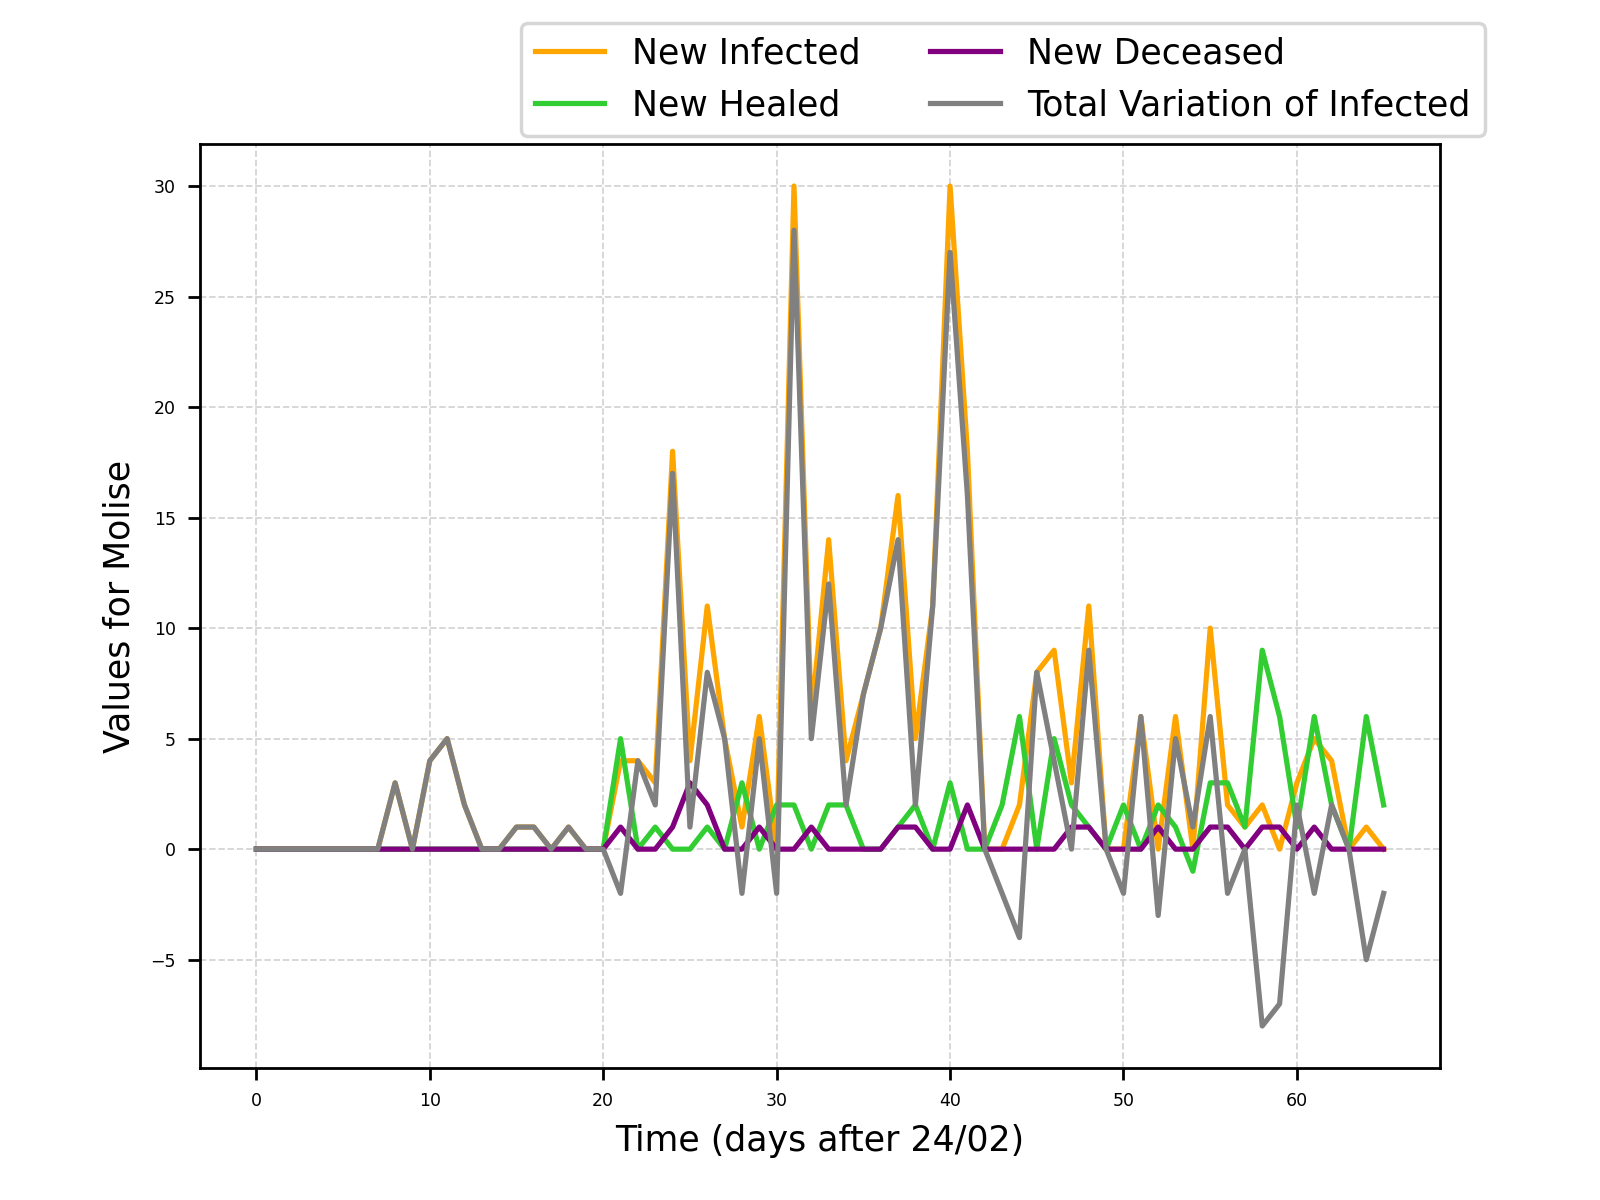 New Infected
New Healed
New Deceased
Total Variation of Infected
Values for Molise
30
25
20
15
10
5
0
−5
0 10 20 30 40 50 60
Time (days after 24/02)